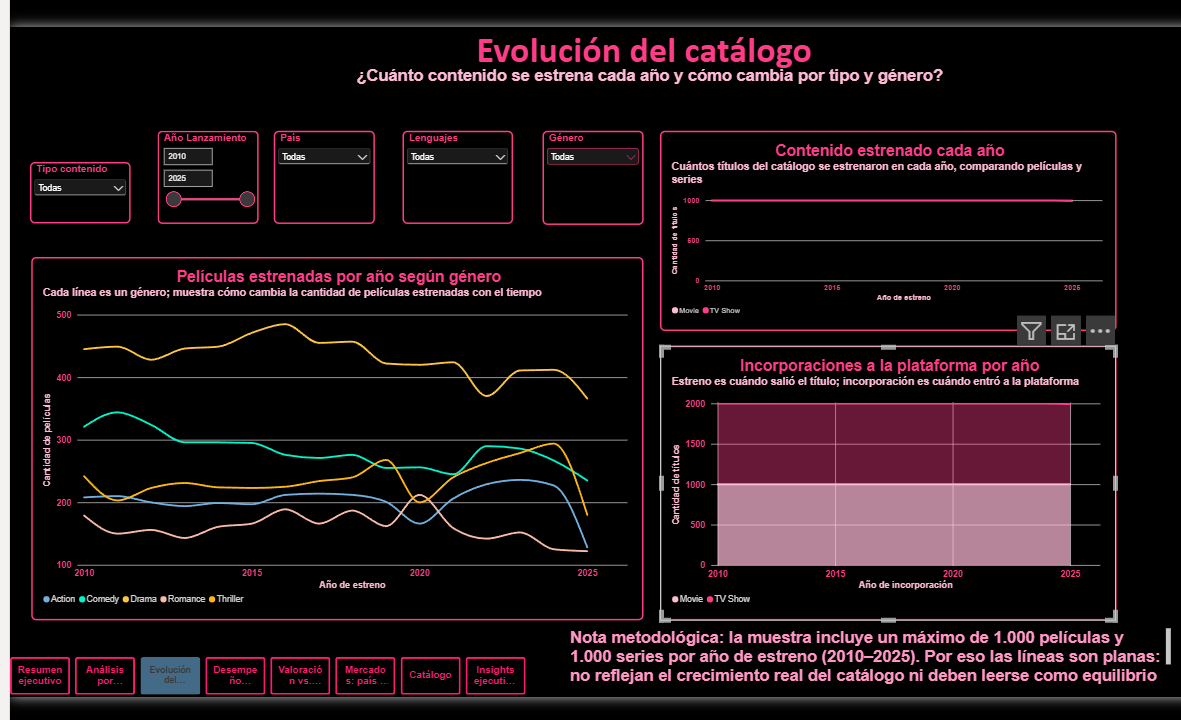 Evolución del catálogo
¿Cuánto contenido se estrena cada año y cómo cambia por tipo y género?
Tipo contenido
Todas
Año Lanzamiento
2010
2025
País
Todas
Lenguajes
Todas
Género
Todas
Contenido estrenado cada año
Cuántos títulos del catálogo se estrenaron en cada año, comparando películas y
series
Cantidad de títulos
1000
500
0
2010
2015
2020
2025
Año de estreno
Movie
TV Show
Películas estrenadas por año según género
Cada línea es un género; muestra cómo cambia la cantidad de películas estrenadas con el tiempo
Cantidad de películas
500
400
300
200
100
2010
2015
2020
2025
Año de estreno
Action
Comedy
Drama
Romance
Thriller
Incorporaciones a la plataforma por año
Estreno es cuándo salió el título; incorporación es cuándo entró a la plataforma
Cantidad de títulos
2000
1500
1000
500
0
2010
2015
2020
2025
Año de incorporación
Movie
TV Show
Nota metodológica: la muestra incluye un máximo de 1.000 películas y
1.000 series por año de estreno (2010–2025). Por eso las líneas son planas:
no reflejan el crecimiento real del catálogo ni deben leerse como equilibrio
Resumen
ejecutivo
Análisis
por...
Evolución
del...
Desempe
ño...
Valoració
n vs....
Mercado
s: país ...
Catálogo
Insights
ejecuti...